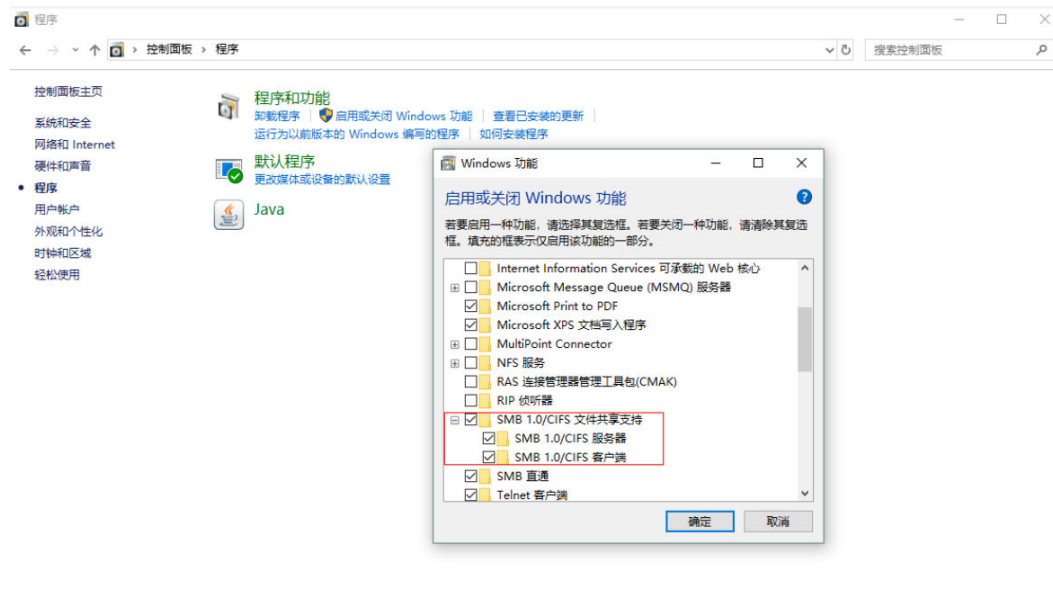 程序
控制面板 › 程序
搜索控制面板
控制面板主页
系统和安全
网络和 Internet
硬件和声音
程序
用户帐户
外观和个性化
时钟和区域
轻松使用
程序和功能
卸载程序 启用或关闭 Windows 功能 查看已安装的更新
运行为以前版本的 Windows 编写的程序 如何安装程序
默认程序
更改媒体或设备的默认设置
Java
Windows 功能
启用或关闭 Windows 功能
若要启用一种功能，请选择其复选框。若要关闭一种功能，请清除其复选
框。填充的框表示仅启用该功能的一部分。
Internet Information Services 可承载的 Web 核心
Microsoft Message Queue (MSMQ) 服务器
Microsoft Print to PDF
Microsoft XPS 文档写入程序
MultiPoint Connector
NFS 服务
RAS 连接管理器管理工具包(CMAK)
RIP 侦听器
SMB 1.0/CIFS 文件共享支持
SMB 1.0/CIFS 服务器
SMB 1.0/CIFS 客户端
SMB 直通
Telnet 客户端
确定 取消